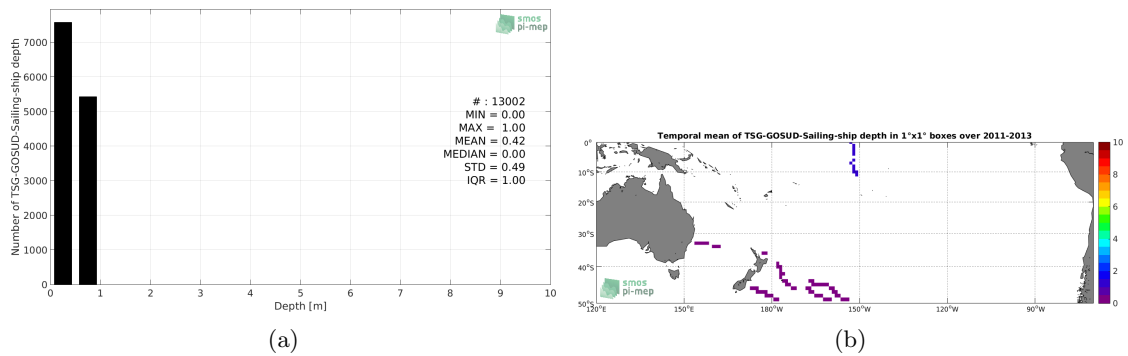 smos
pi-mep
7000
6000
5000
4000
3000
2000
1000
0
Number of TSG-GOSUD-Sailing-ship depth
# : 13002
MIN = 0.00
MAX = 1.00
MEAN = 0.42
MEDIAN = 0.00
STD = 0.49
IQR = 1.00
0 1 2 3 4 5 6 7 8 9 10
Depth [m]
(a)
Temporal mean of TSG-GOSUD-Sailing-ship depth in 1°x1° boxes over 2011-2013
0°
10°S
20°S
30°S
40°S
50°S
120°E 150°E 180°W 150°W 120°W 90°W
smos
pi-mep
10
8
6
4
2
0
(b)